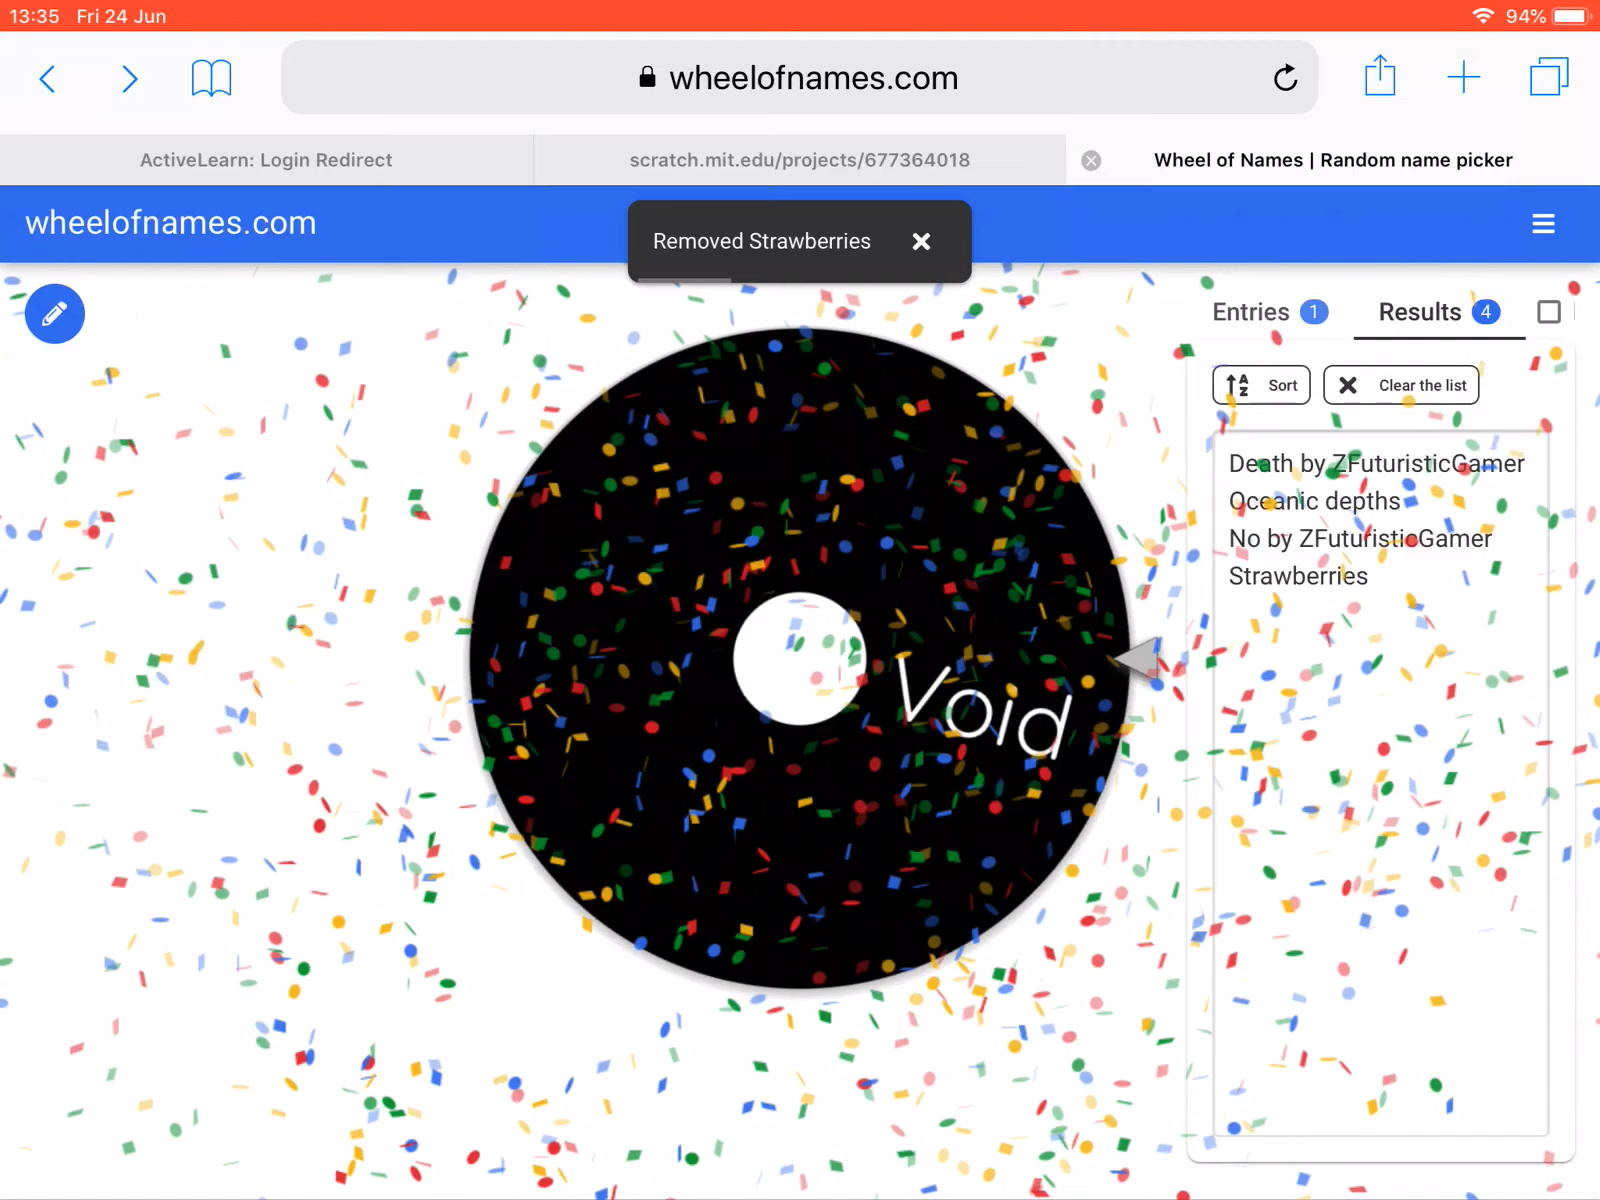 13:35 Fri 24 Jun 94%
wheelofnames.com
ActiveLearn: Login Redirect scratch.mit.edu/projects/677364018 Wheel of Names | Random name picker
wheelofnames.com
Removed Strawberries
Entries 1 Results 4
Sort Clear the list
Death by ZFuturisticGamer
Oceanic depths
No by ZFuturisticGamer
Strawberries
Void